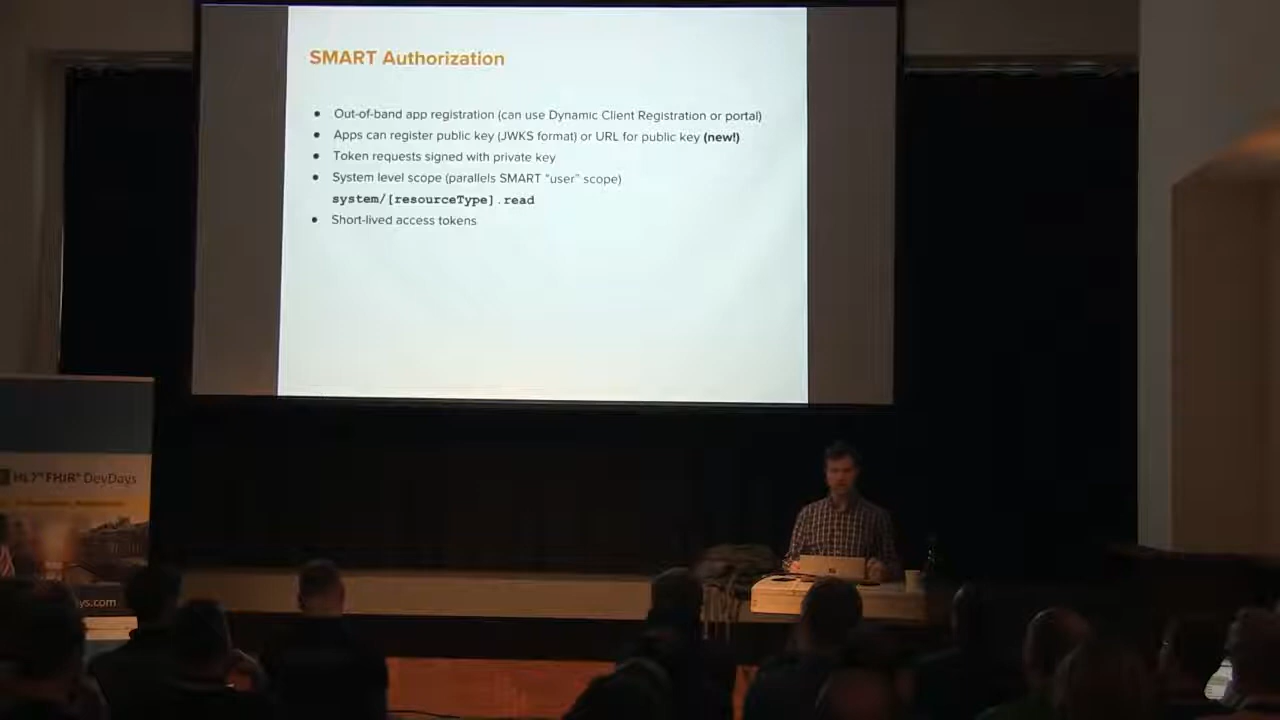 SMART Authorization
• Out-of-band app registration (can use Dynamic Client Registration or portal)
• Apps can register public key (JWKS format) or URL for public key (new!)
• Token requests signed with private key
• System level scope (parallels SMART "user" scope)
system/[resourceType].read
• Short-lived access tokens
HL7® FHIR® DevDays
ys.com